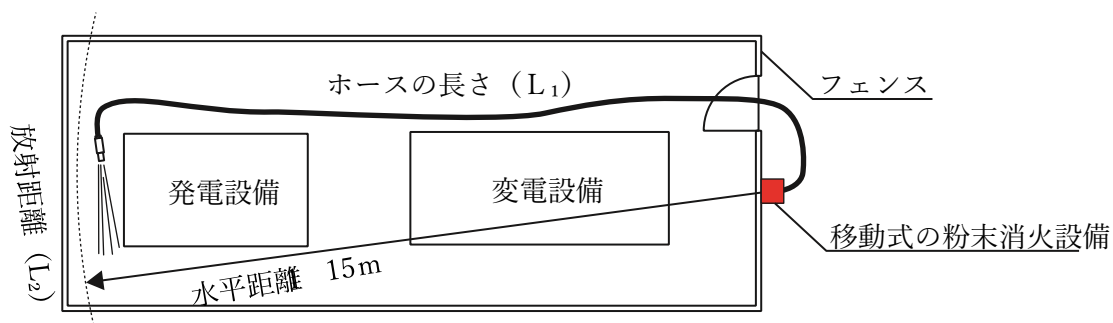 ホースの長さ（L₁）
フェンス
放射距離（L₂）
発電設備
変電設備
移動式の粉末消火設備
水平距離　15m